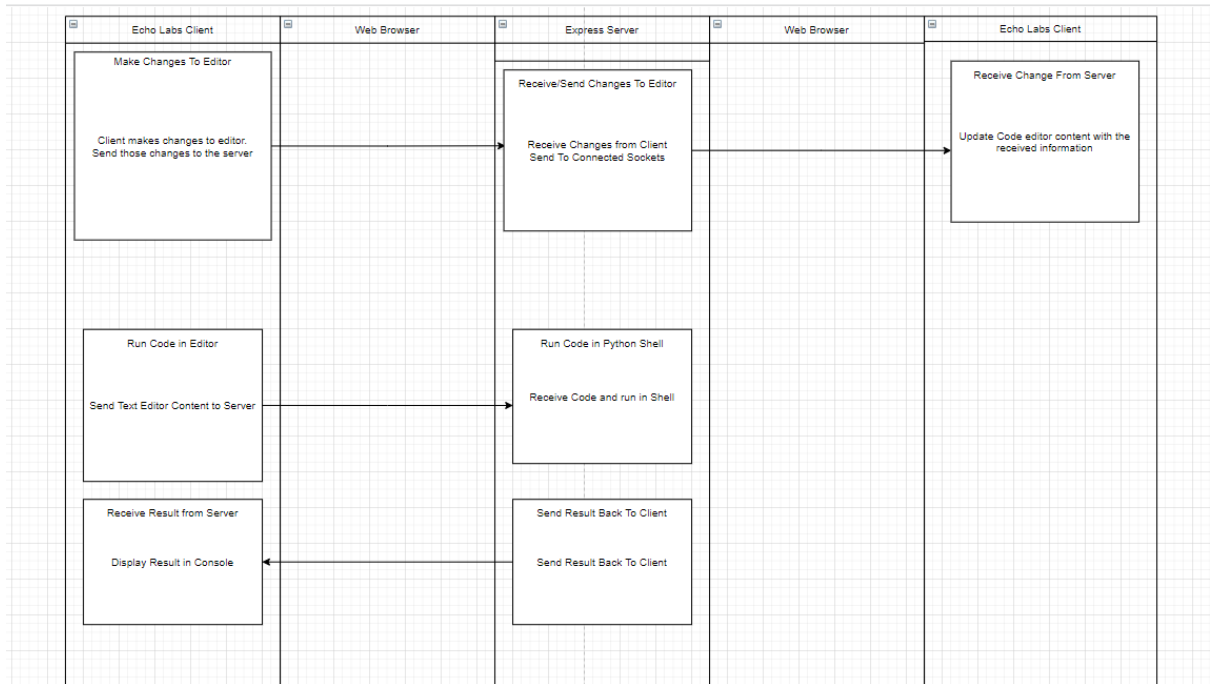 Echo Labs Client
Web Browser
Express Server
Web Browser
Echo Labs Client
Make Changes To Editor
Client makes changes to editor.
Send those changes to the server
Receive/Send Changes To Editor
Receive Changes from Client
Send To Connected Sockets
Receive Change From Server
Update Code editor content with the
received information
Run Code in Editor
Send Text Editor Content to Server
Run Code in Python Shell
Receive Code and run in Shell
Receive Result from Server
Display Result in Console
Send Result Back To Client
Send Result Back To Client